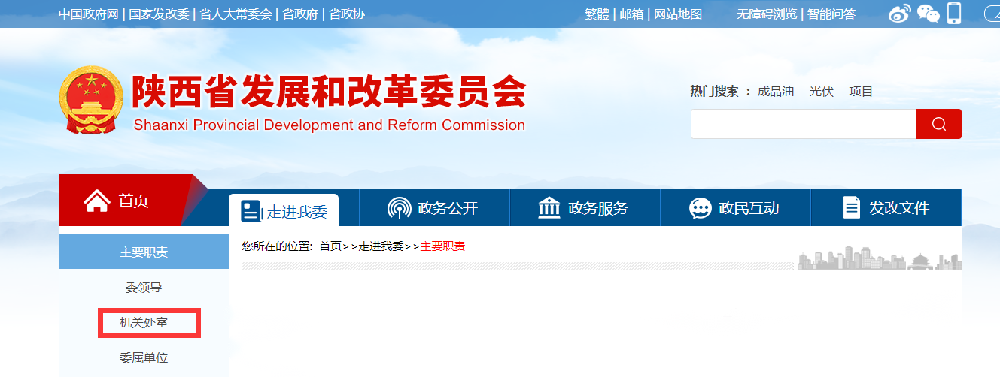 中国政府网 | 国家发改委 | 省人大常委会 | 省政府 | 省政协
繁體 | 邮箱 | 网站地图
无障碍浏览 | 智能问答
陕西省发展和改革委员会
Shaanxi Provincial Development and Reform Commission
热门搜索 ： 成品油 光伏 项目
首页
走进我委
政务公开
政务服务
政民互动
发改文件
主要职责
委领导
机关处室
委属单位
您所在的位置: 首页>>走进我委>>主要职责